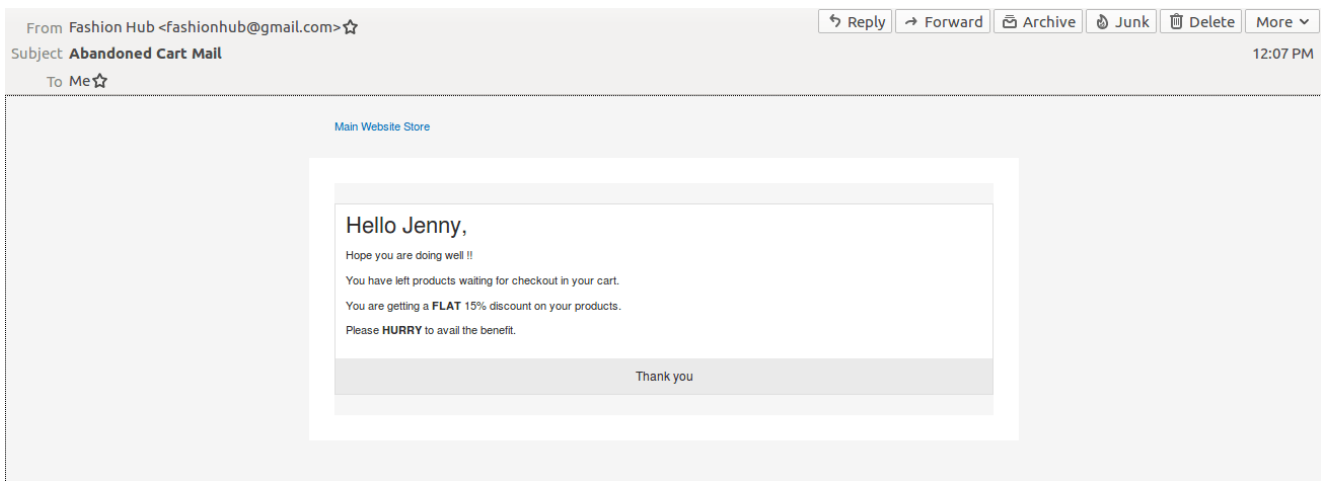 From Fashion Hub <fashionhub@gmail.com> Reply Forward Archive Junk Delete More
Subject Abandoned Cart Mail 12:07 PM
To Me
Main Website Store
Hello Jenny,
Hope you are doing well !!
You have left products waiting for checkout in your cart.
You are getting a FLAT 15% discount on your products.
Please HURRY to avail the benefit.
Thank you